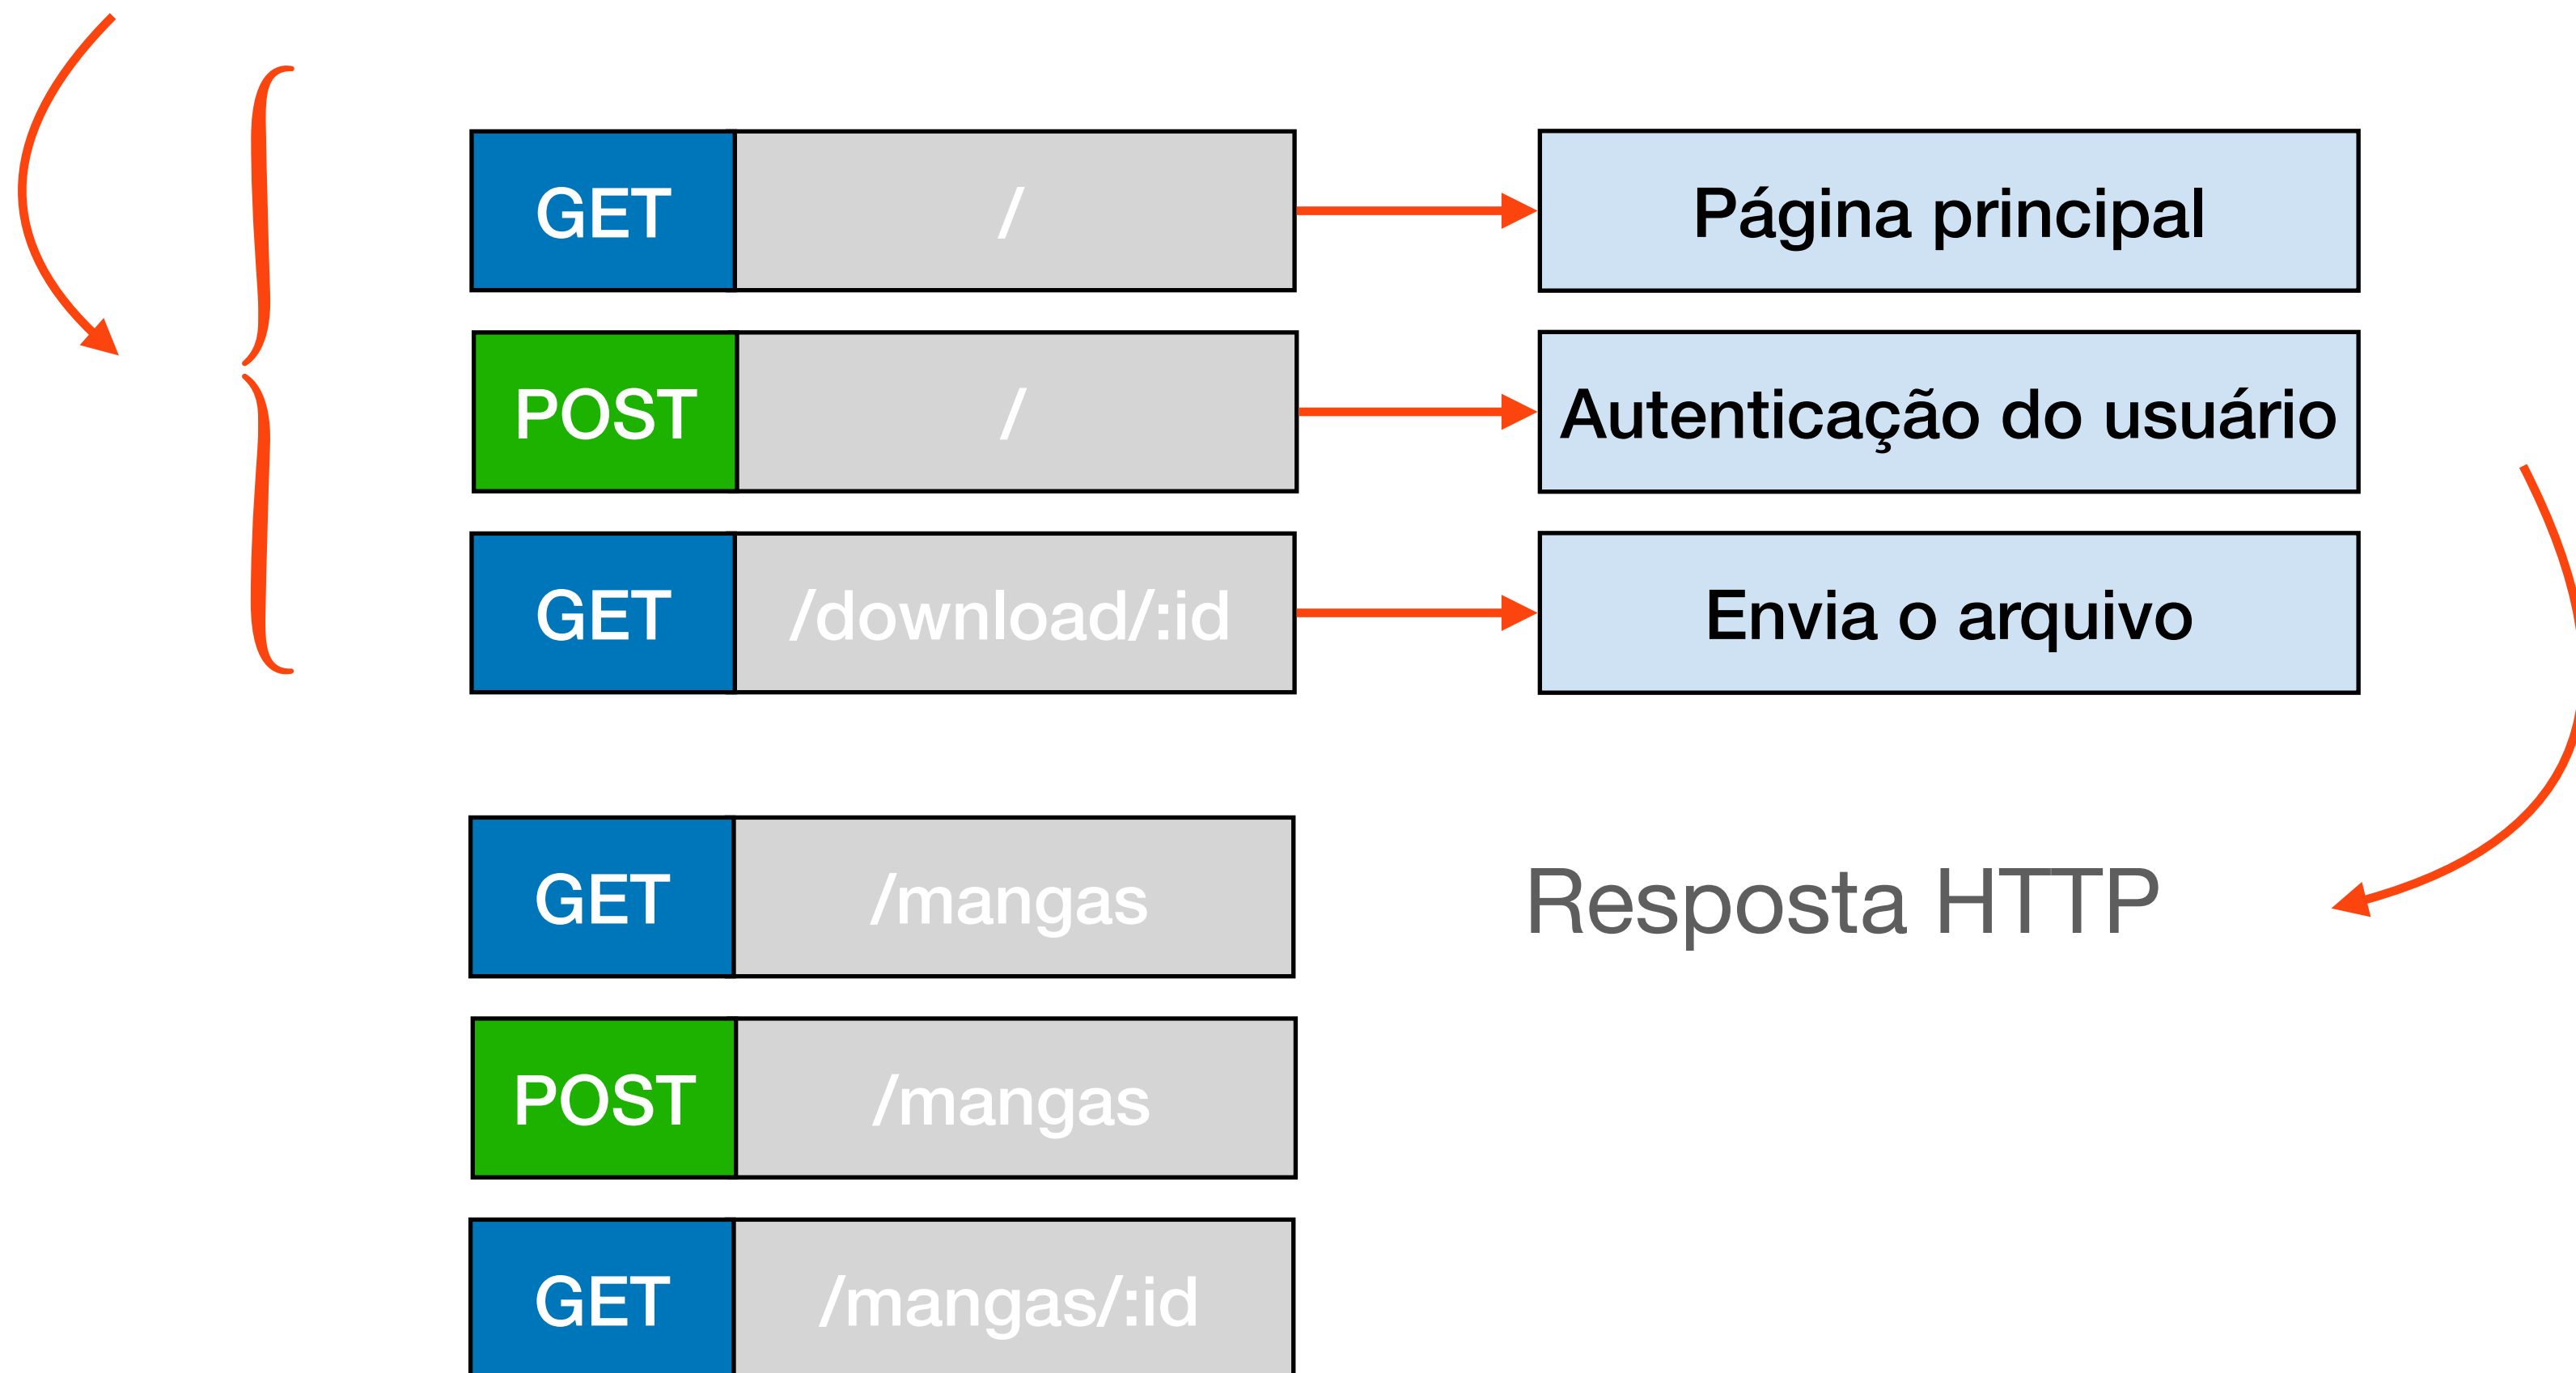 GET / Página principal
POST / Autenticação do usuário
GET /download/:id Envia o arquivo
GET /mangas Resposta HTTP
POST /mangas
GET /mangas/:id